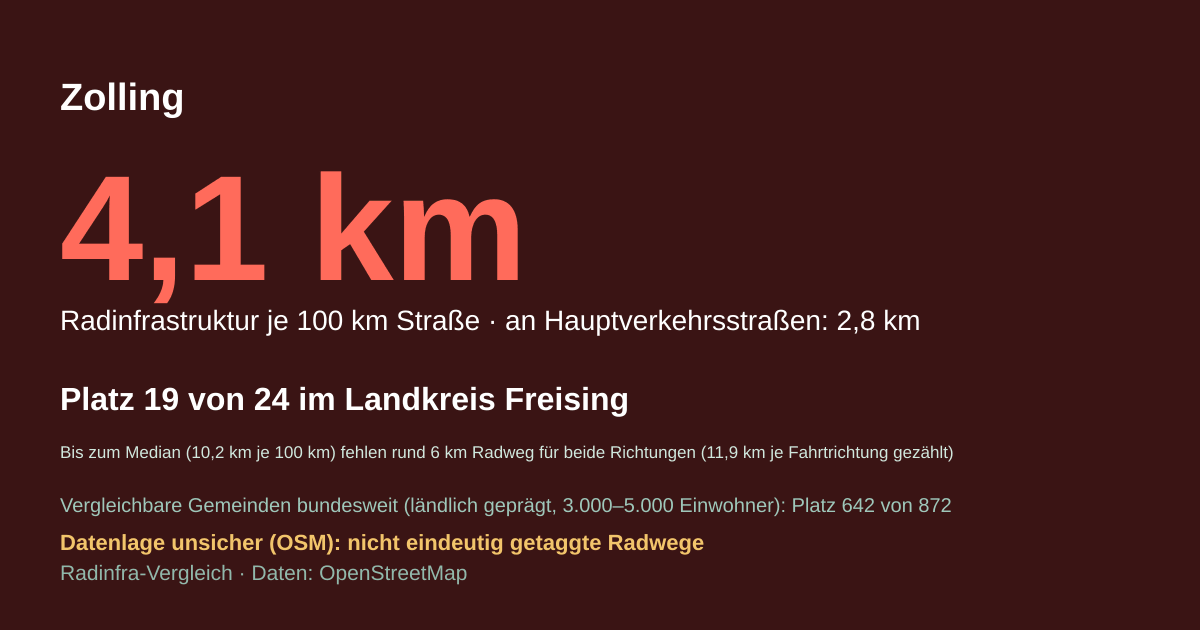 Zolling
4,1 km
Radinfrastruktur je 100 km Straße · an Hauptverkehrsstraßen: 2,8 km
Platz 19 von 24 im Landkreis Freising
Bis zum Median (10,2 km je 100 km) fehlen rund 6 km Radweg für beide Richtungen (11,9 km je Fahrtrichtung gezählt)
Vergleichbare Gemeinden bundesweit (ländlich geprägt, 3.000–5.000 Einwohner): Platz 642 von 872
Datenlage unsicher (OSM): nicht eindeutig getaggte Radwege
Radinfra-Vergleich · Daten: OpenStreetMap